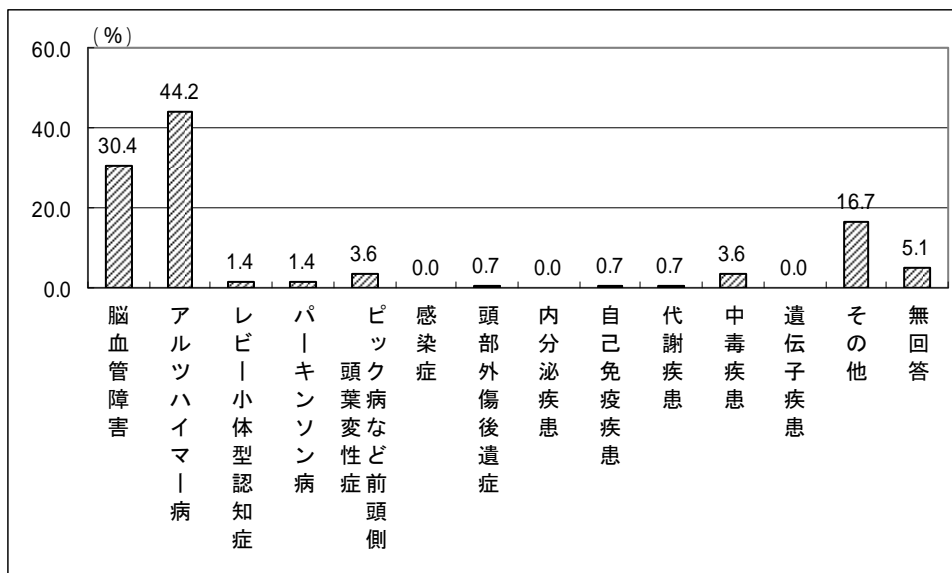 (%)
60.0
40.0
20.0
0.0
30.4
44.2
1.4
1.4
3.6
0.0
0.7
0.0
0.7
0.7
3.6
0.0
16.7
5.1
脳血管障害
アルツハイマー病
レビー小体型認知症
パーキンソン病
ピック病など前頭側
頭葉変性症
感染症
頭部外傷後遺症
内分泌疾患
自己免疫疾患
代謝疾患
中毒疾患
遺伝子疾患
その他
無回答